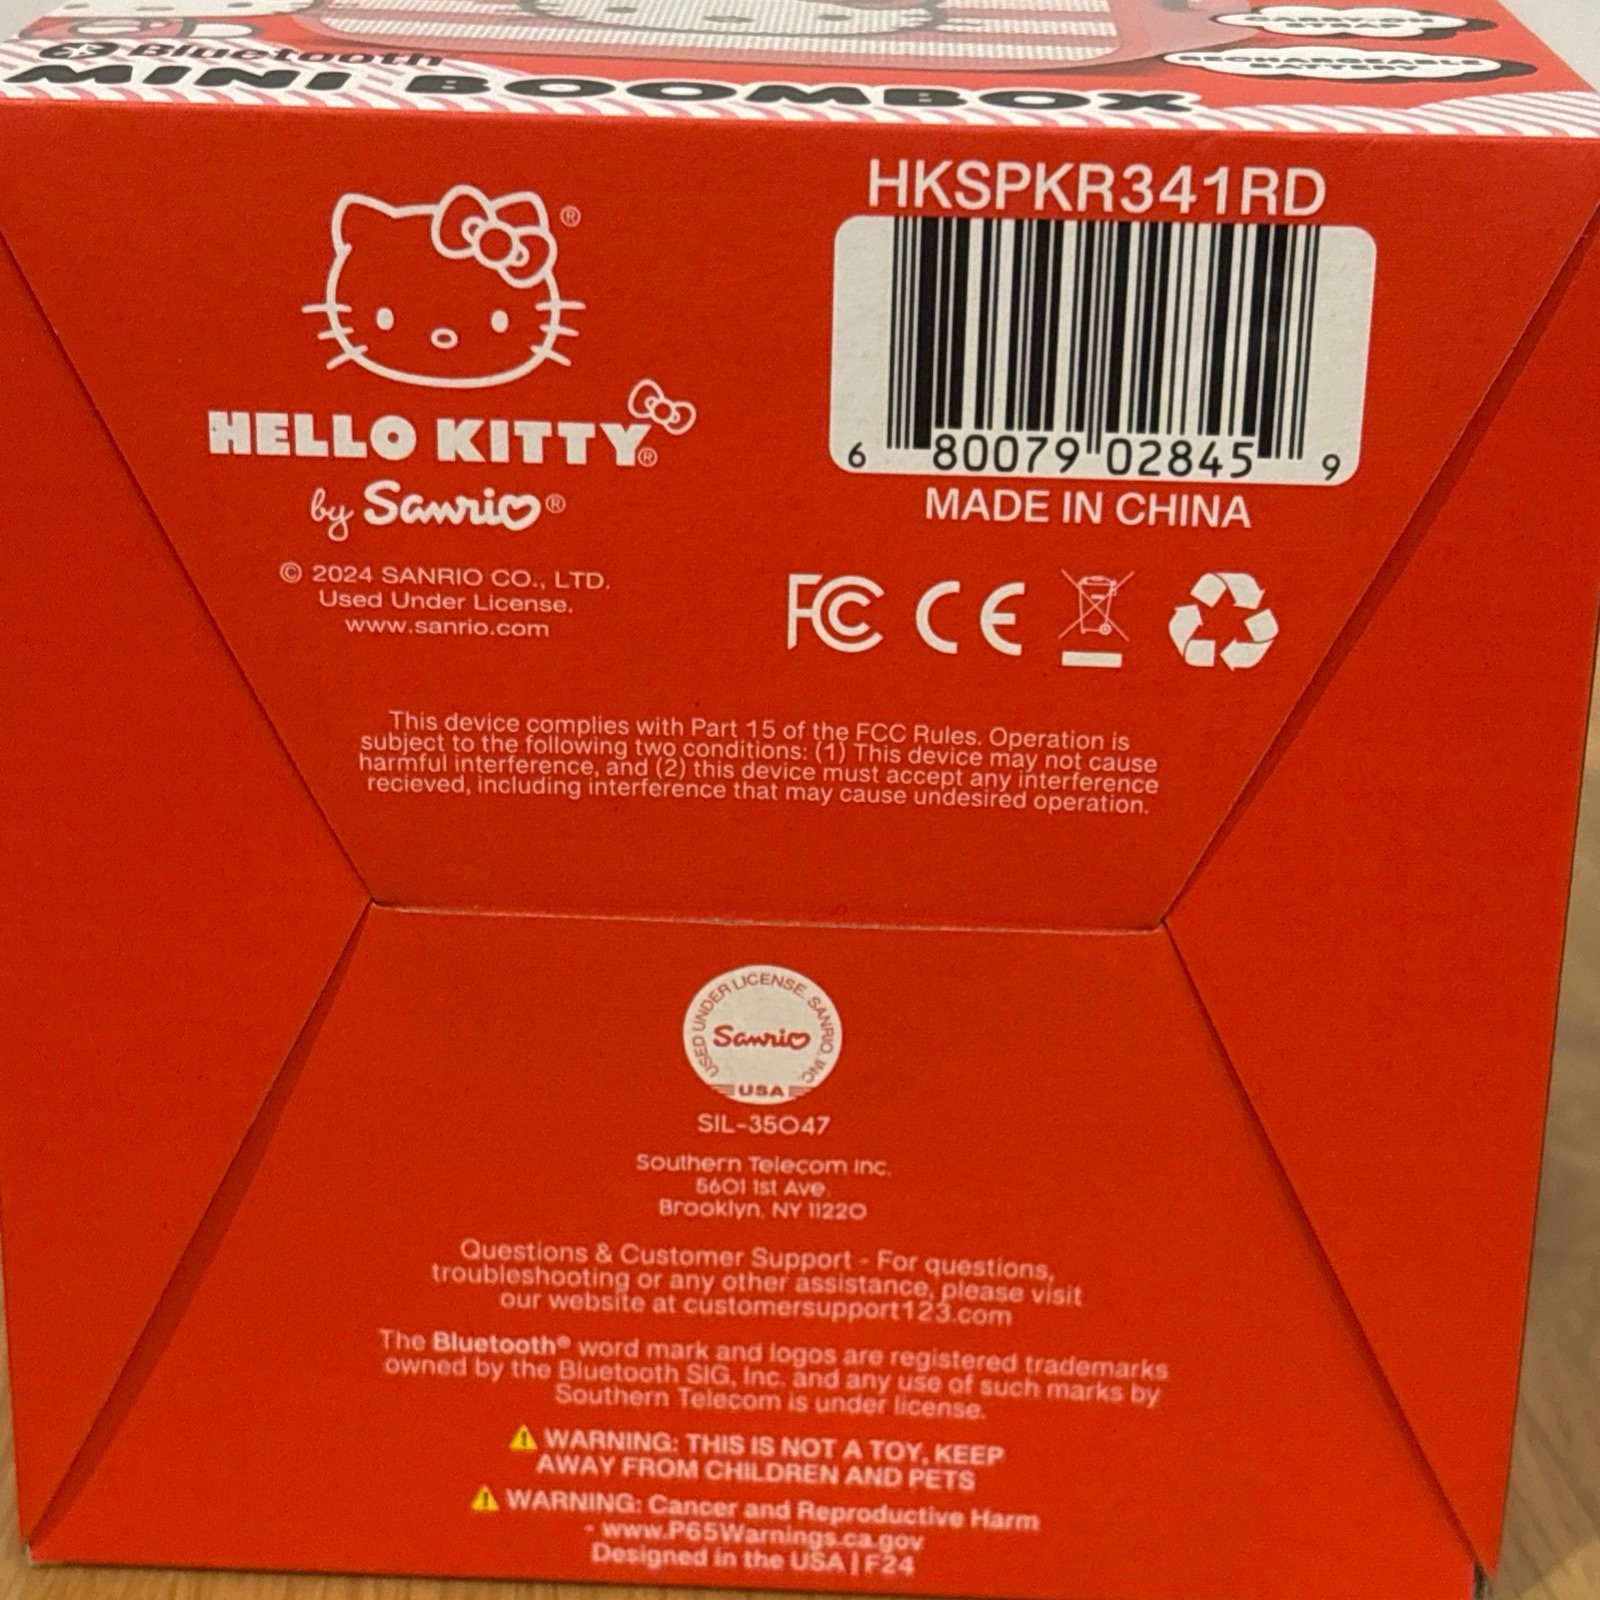 Bluetooth
MINI BOOMBOX
RECHARGEABLE
BATTERY
HKSPKR341RD
®
HELLO KITTY®
by Sanrio®
© 2024 SANRIO CO., LTD.
Used Under License.
www.sanrio.com
6 80079 02845 9
MADE IN CHINA
FC CE
This device complies with Part 15 of the FCC Rules. Operation is
subject to the following two conditions: (1) This device may not cause
harmful interference, and (2) this device must accept any interference
recieved, including interference that may cause undesired operation.
USED UNDER LICENSE. SANRIO, INC.
Sanrio
USA
SIL-35047
Southern Telecom Inc.
5601 1st Ave.
Brooklyn, NY 11220
Questions & Customer Support - For questions,
troubleshooting or any other assistance, please visit
our website at customersupport123.com
The Bluetooth® word mark and logos are registered trademarks
owned by the Bluetooth SIG, Inc. and any use of such marks by
Southern Telecom is under license.
WARNING: THIS IS NOT A TOY, KEEP
AWAY FROM CHILDREN AND PETS
WARNING: Cancer and Reproductive Harm
- www.P65Warnings.ca.gov
Designed in the USA | F24